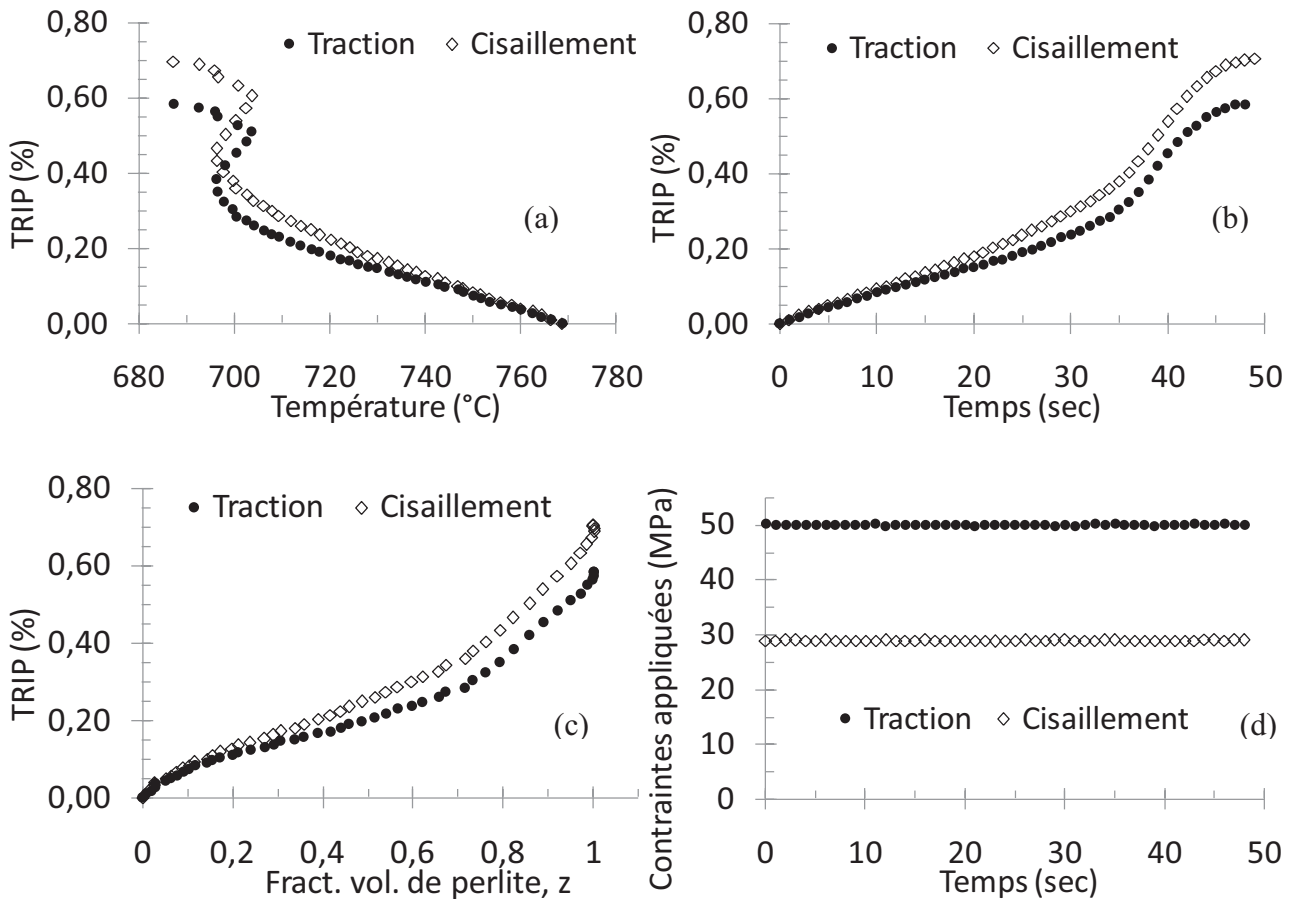 0,80
0,60
0,40
0,20
0,00
TRIP (%)
Traction
Cisaillement
(a)
680 700 720 740 760 780
Température (°C)
0,80
0,60
0,40
0,20
0,00
TRIP (%)
Traction
Cisaillement
(b)
0 10 20 30 40 50
Temps (sec)
0,80
0,60
0,40
0,20
0,00
TRIP (%)
Traction
Cisaillement
(c)
0 0,2 0,4 0,6 0,8 1
Fract. vol. de perlite, z
Contraintes appliquées (MPa)
50
40
30
20
10
0
Traction
Cisaillement
(d)
0 10 20 30 40 50
Temps (sec)